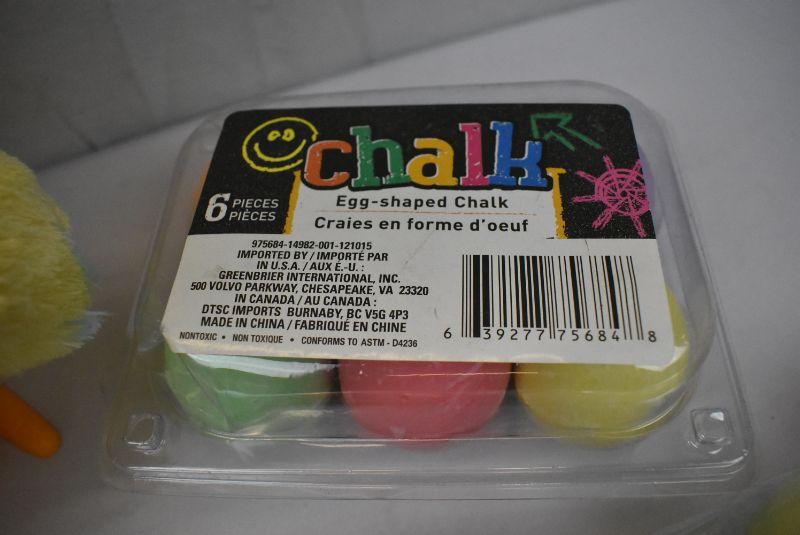 chalk
6 PIECES
PIÈCES
Egg-shaped Chalk
Craies en forme d'oeuf
975684-14982-001-121015
IMPORTED BY / IMPORTÉ PAR
IN U.S.A. / AUX É.-U. :
GREENBRIER INTERNATIONAL, INC.
500 VOLVO PARKWAY, CHESAPEAKE, VA 23320
IN CANADA / AU CANADA :
DTSC IMPORTS BURNABY, BC V5G 4P3
MADE IN CHINA / FABRIQUÉ EN CHINE
NONTOXIC • NON TOXIQUE • CONFORMS TO ASTM - D4236
6 39277 75684 8